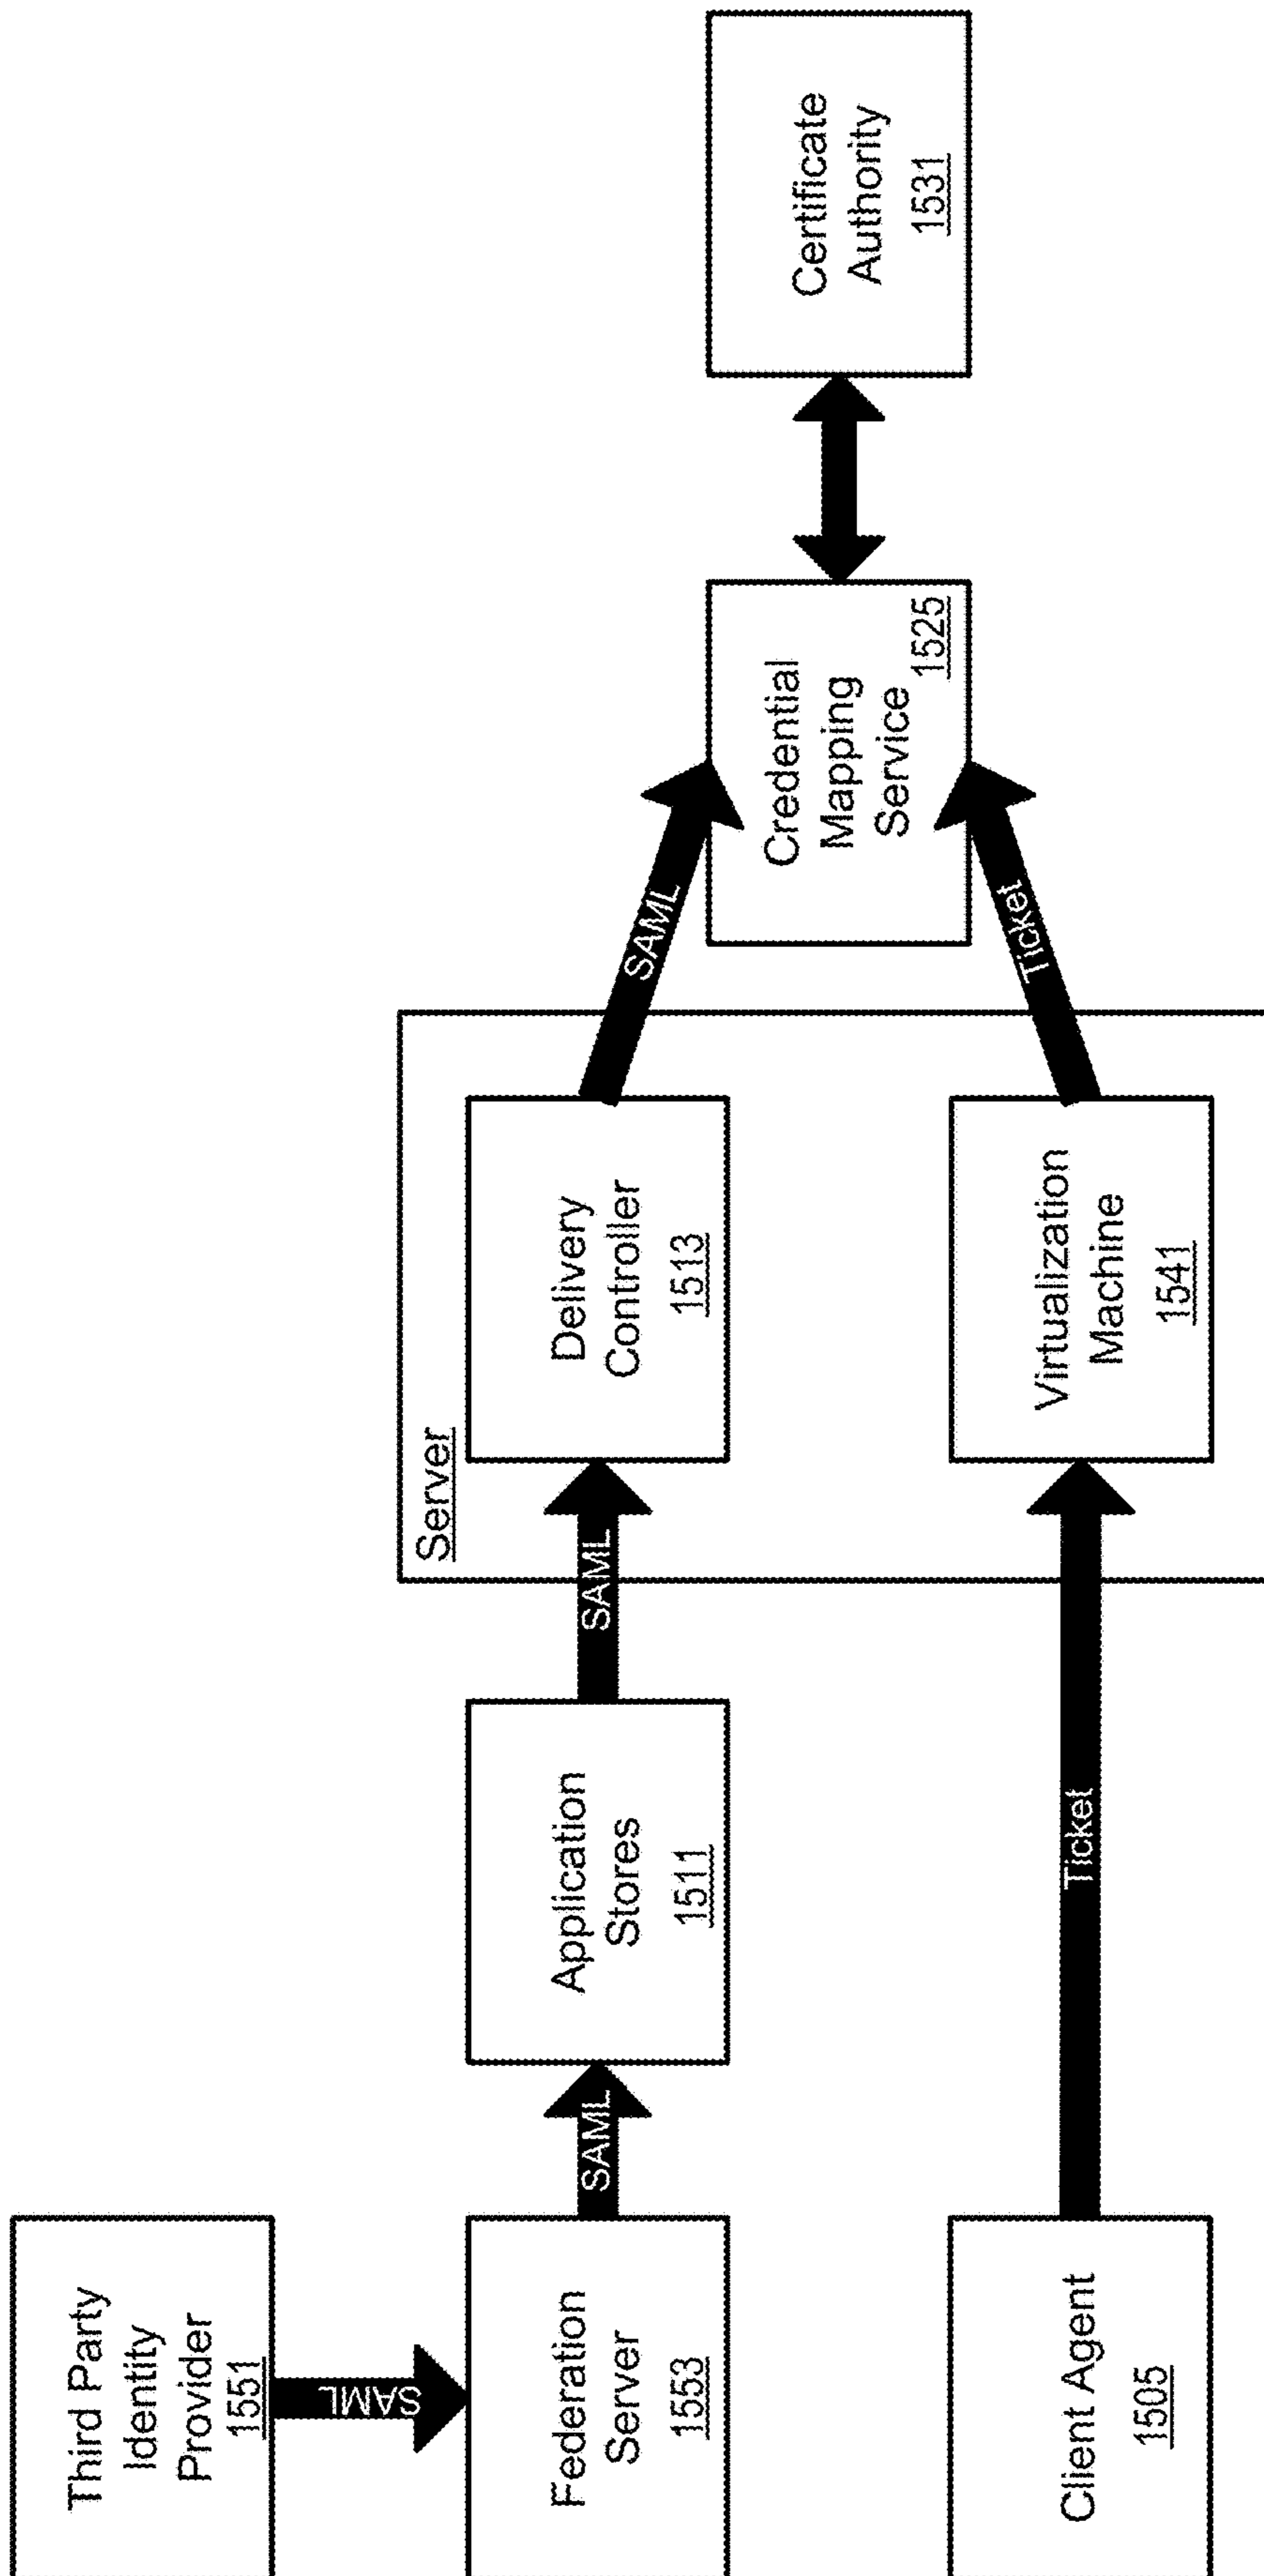 Third Party
Identity
Provider
1551
SAML
Federation
Server
1553
SAML
Application
Stores
1511
SAML
Server
Delivery
Controller
1513
SAML
Credential
Mapping
Service
1525
Certificate
Authority
1531
Client Agent
1505
Ticket
Virtualization
Machine
1541
Ticket